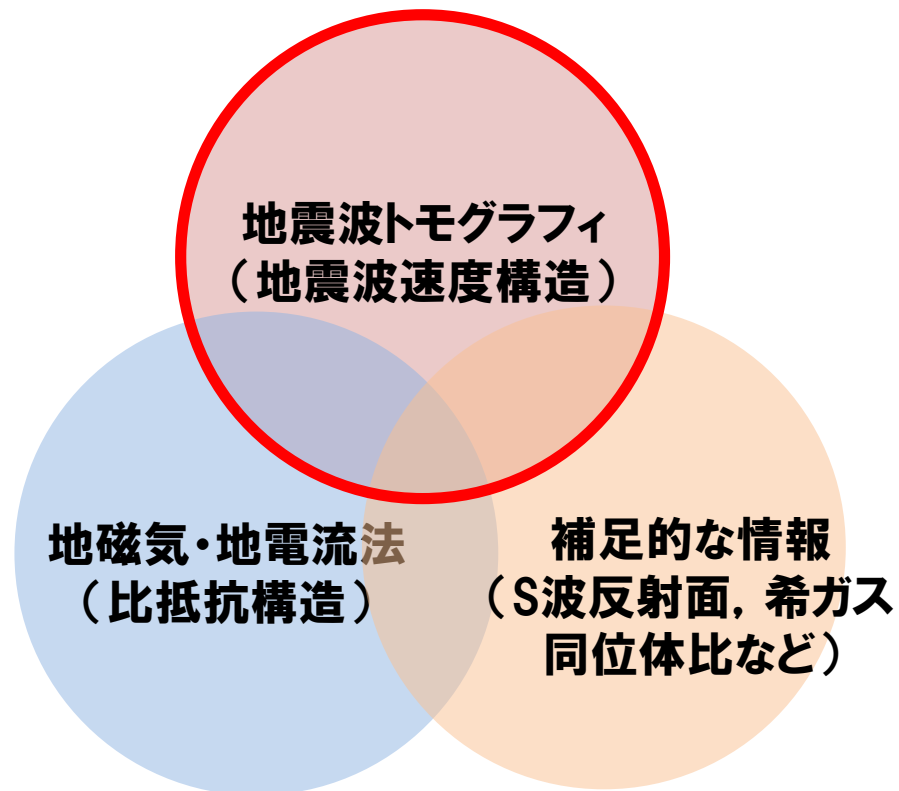 地震波トモグラフィ
（地震波速度構造）
地磁気・地電流法
（比抵抗構造）
補足的な情報
（S波反射面，希ガス
同位体比など）